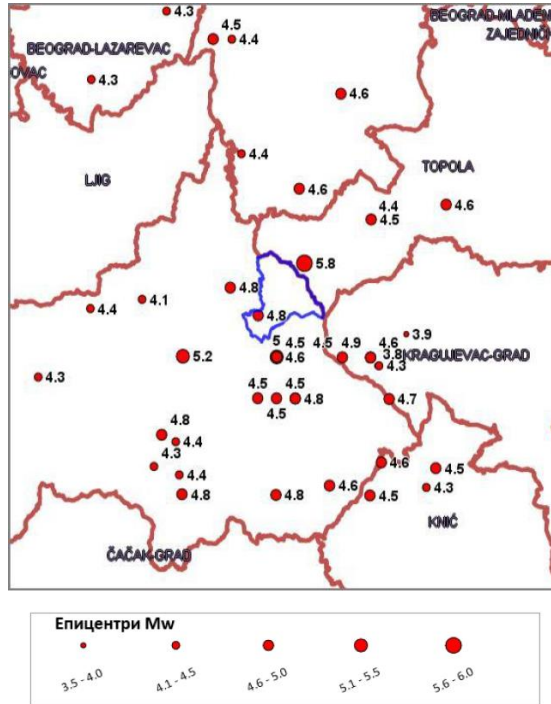 4.3
4.5
4.4
BEOGRAD-MLADEN
ZAJEDNIČK
BEOGRAD-LAZAREVAC
OVAC
4.3
4.6
4.4
LJIG
TOPOLA
4.6
4.4
4.6
4.5
5.8
4.8
4.1
4.4
4.8
3.9
5 4.5 4.5 4.9 4.6
5.2
4.6
3.8 KRAGUJEVAC-GRAD
4.3
4.3
4.5 4.5
4.8
4.7
4.5
4.8
4.4
4.3
4.6
4.5
4.4
4.6
4.3
4.8
4.8
4.5
KNIĆ
ČAČAK-GRAD
Епицентри Mw
3.5 - 4.0
4.1 - 4.5
4.6 - 5.0
5.1 - 5.5
5.6 - 6.0